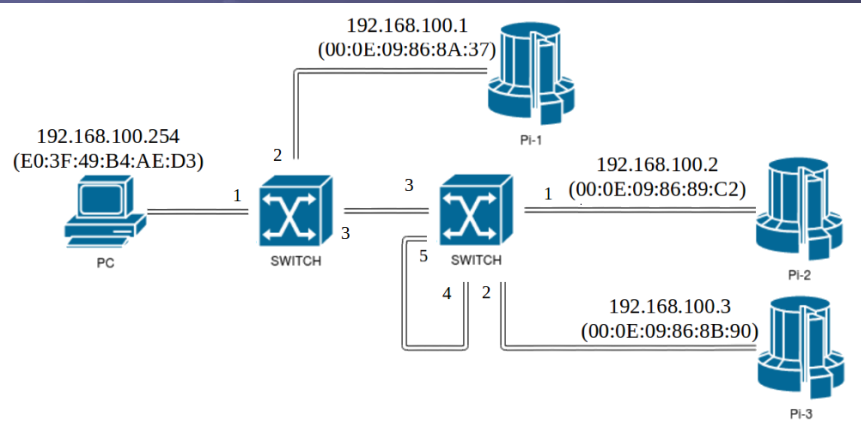 192.168.100.1
(00:0E:09:86:8A:37)
Pi-1
192.168.100.254
(E0:3F:49:B4:AE:D3)
PC
1
2
3
SWITCH
3
5
4
2
1
SWITCH
192.168.100.2
(00:0E:09:86:89:C2)
Pi-2
192.168.100.3
(00:0E:09:86:8B:90)
Pi-3